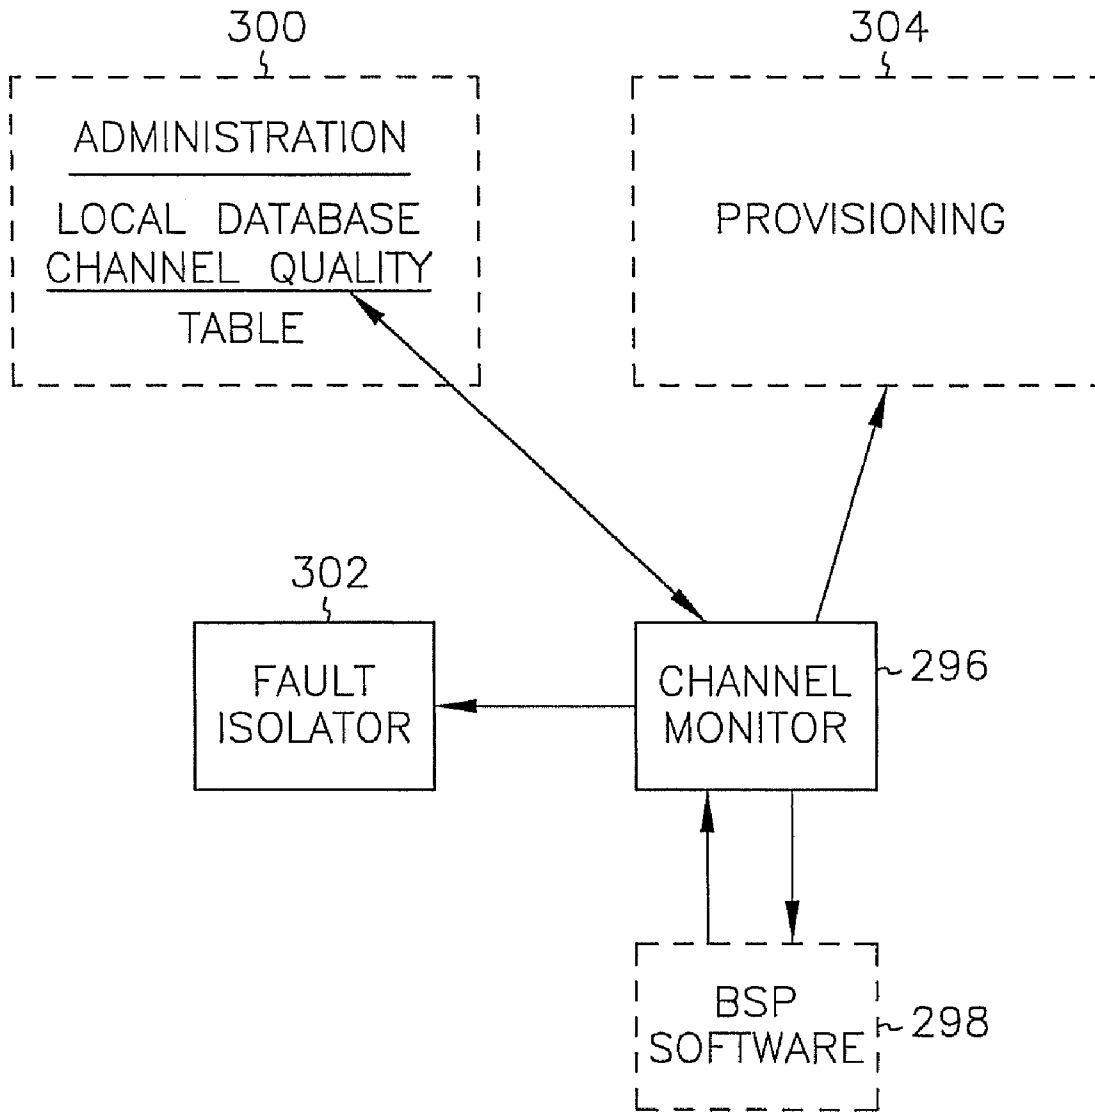 300
304
ADMINISTRATION
LOCAL DATABASE
CHANNEL QUALITY
TABLE
PROVISIONING
302
FAULT
ISOLATOR
CHANNEL
MONITOR
296
BSP
SOFTWARE
298